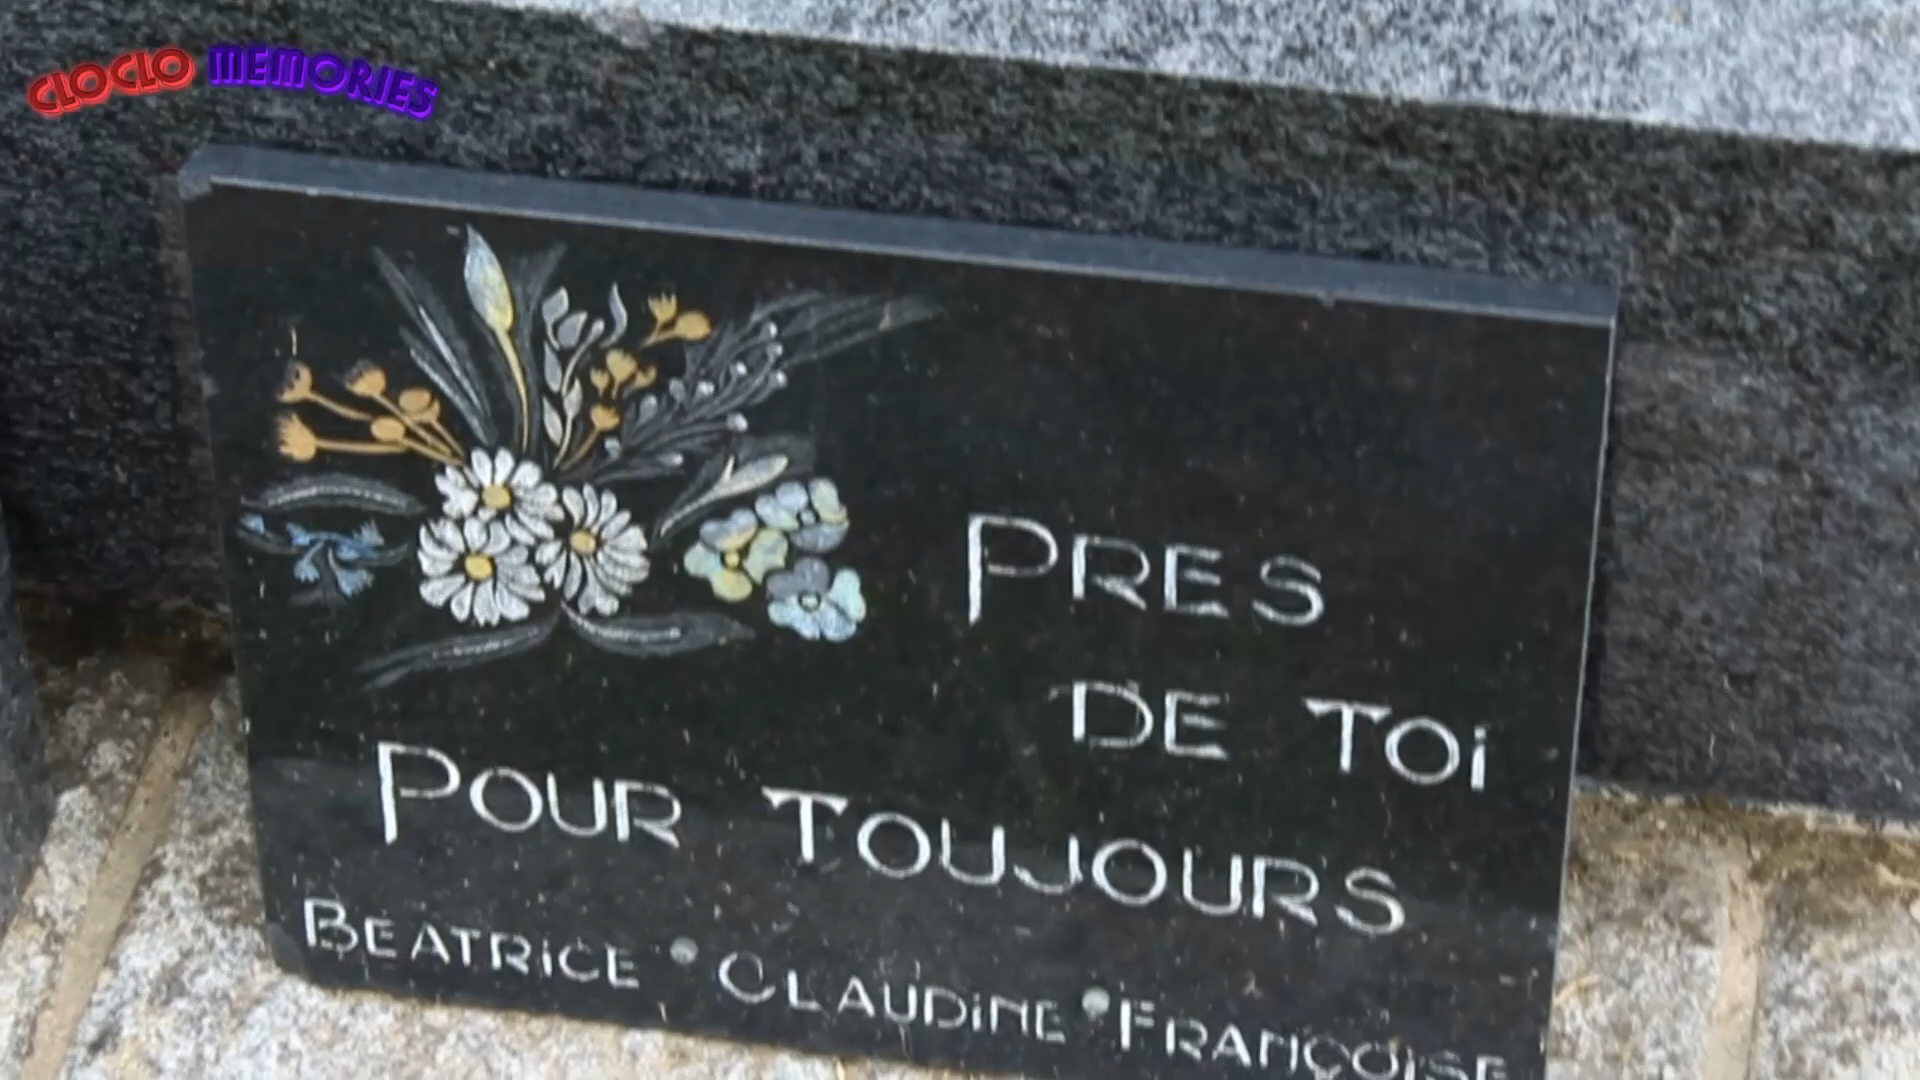 CLOCLO MEMORIES
PRES
DE TOi
POUR TOUJOURS
BEATRiCE • CLAUDiNE • FRANÇOiSE